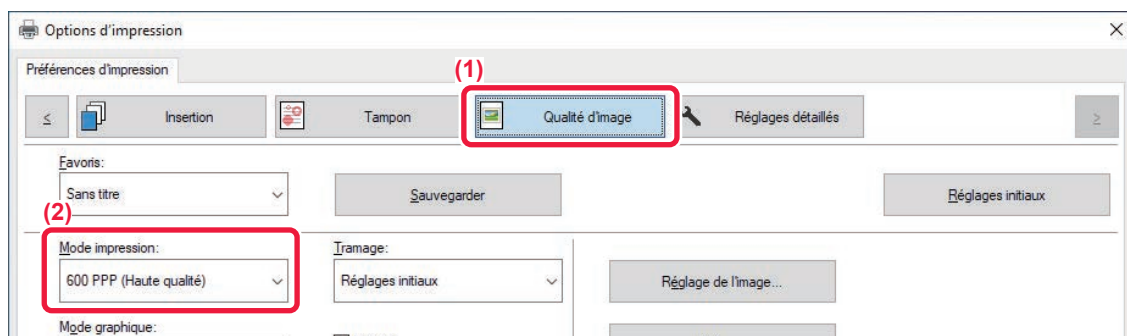 Options d'impression
Préférences d'impression
(1)
<
Insertion
Tampon
Qualité d'image
Réglages détaillés
>
Favoris:
Sans titre
Sauvegarder
Réglages initiaux
(2)
Mode impression:
Tramage:
600 PPP (Haute qualité)
Réglages initiaux
Réglage de l'image...
Mode graphique: